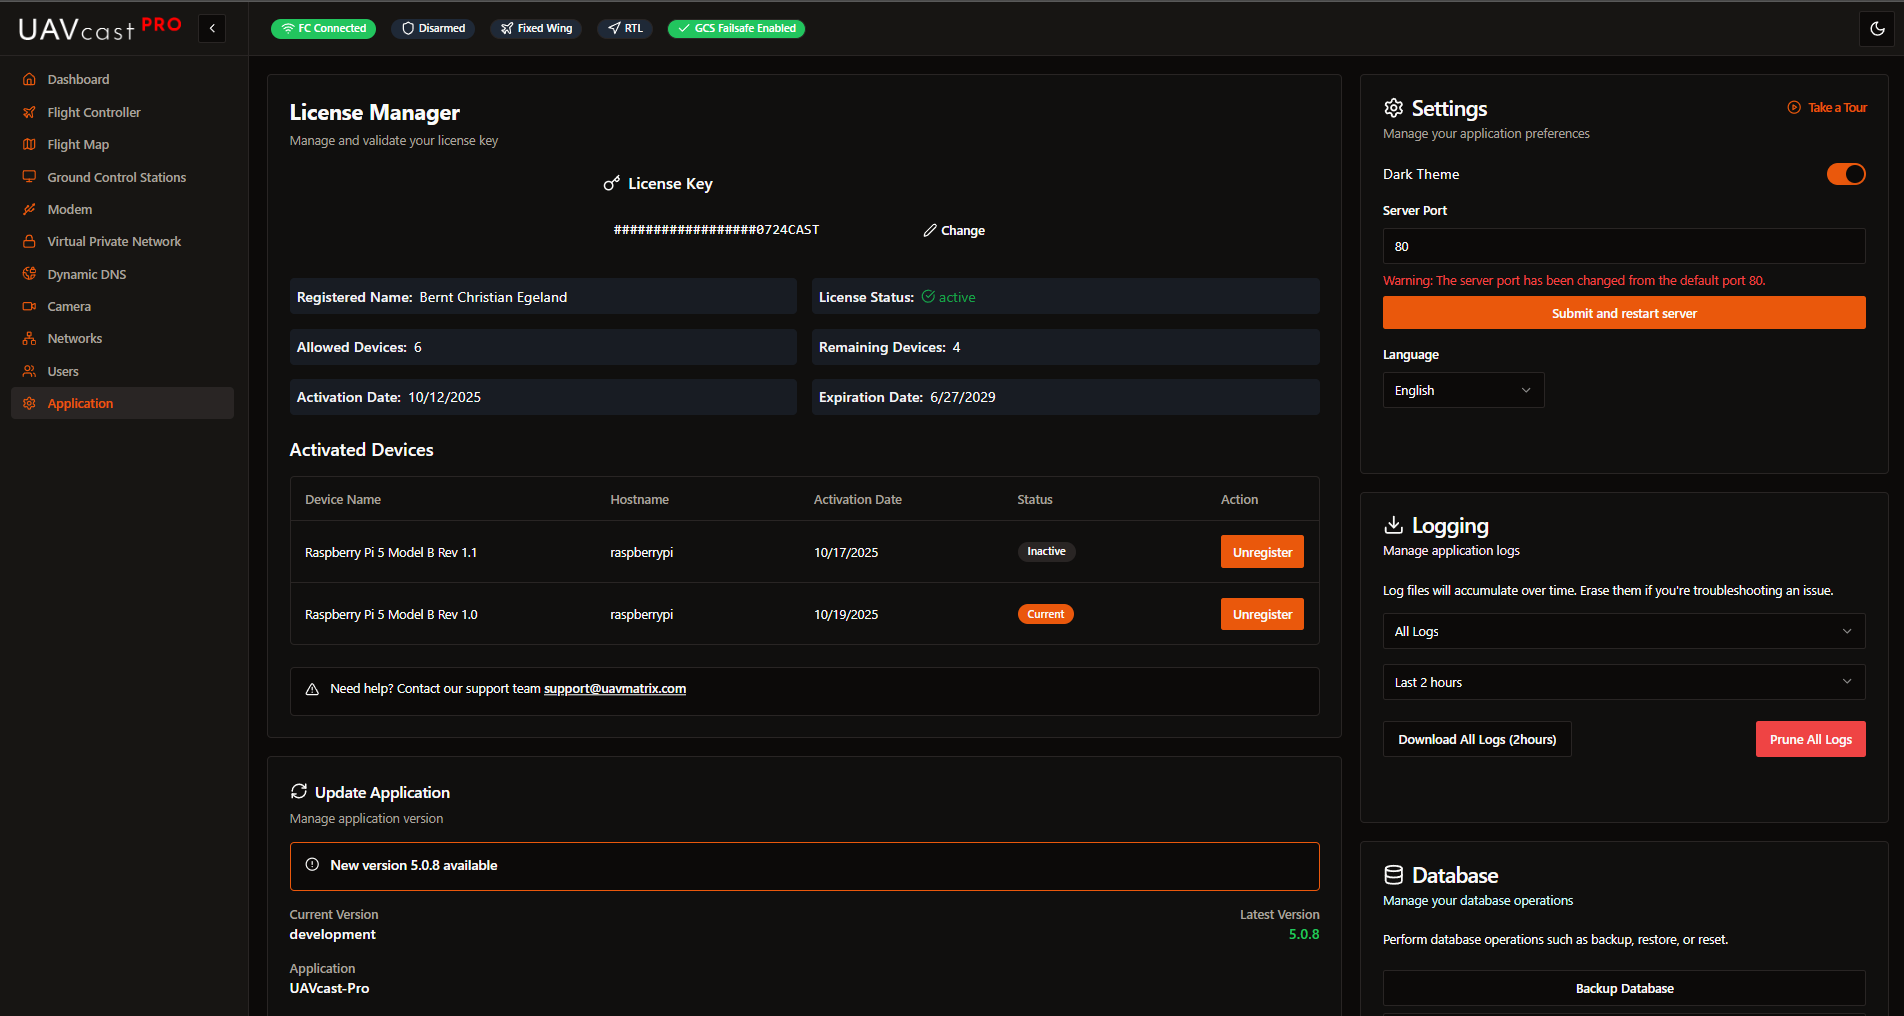 UAVcast PRO
FC Connected
Disarmed
Fixed Wing
RTL
GCS Failsafe Enabled
Dashboard
Flight Controller
Flight Map
Ground Control Stations
Modem
Virtual Private Network
Dynamic DNS
Camera
Networks
Users
Application
License Manager
Manage and validate your license key
License Key
##################0724CAST
Change
Registered Name: Bernt Christian Egeland
License Status: active
Allowed Devices: 6
Remaining Devices: 4
Activation Date: 10/12/2025
Expiration Date: 6/27/2029
Activated Devices
Device Name Hostname Activation Date Status Action
Raspberry Pi 5 Model B Rev 1.1 raspberrypi 10/17/2025 Inactive Unregister
Raspberry Pi 5 Model B Rev 1.0 raspberrypi 10/19/2025 Current Unregister
Need help? Contact our support team support@uavmatrix.com
Update Application
Manage application version
New version 5.0.8 available
Current Version
development
Latest Version
5.0.8
Application
UAVcast-Pro
Settings
Take a Tour
Manage your application preferences
Dark Theme
Server Port
80
Warning: The server port has been changed from the default port 80.
Submit and restart server
Language
English
Logging
Manage application logs
Log files will accumulate over time. Erase them if you're troubleshooting an issue.
All Logs
Last 2 hours
Download All Logs (2hours)
Prune All Logs
Database
Manage your database operations
Perform database operations such as backup, restore, or reset.
Backup Database